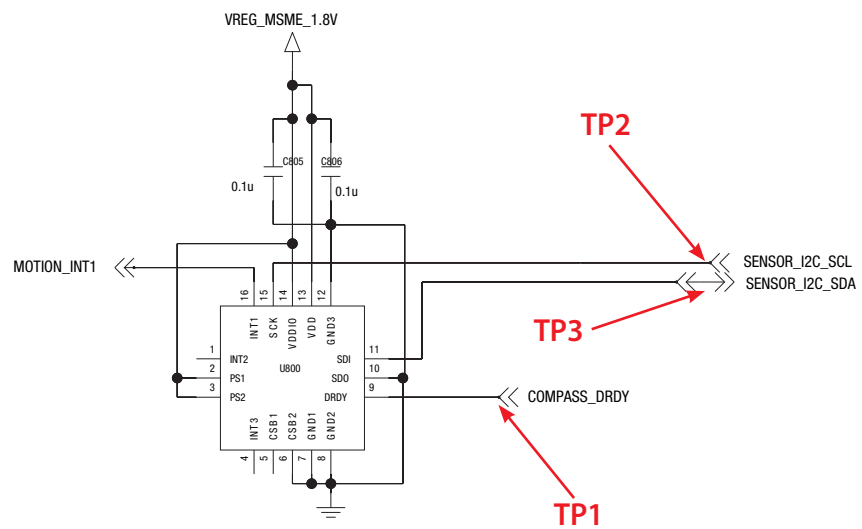 VREG_MSME_1.8V
TP2
C805
C806
0.1u
0.1u
MOTION_INT1
SENSOR_I2C_SCL
SENSOR_I2C_SDA
16
15
14
13
12
INT1
SCK
VDDIO
VDD
GND3
TP3
1
INT2
SDI
11
U800
2
PS1
SDO
10
3
PS2
DRDY
9
COMPASS_DRDY
INT3
CSB1
CSB2
GND1
GND2
4
5
6
7
8
TP1